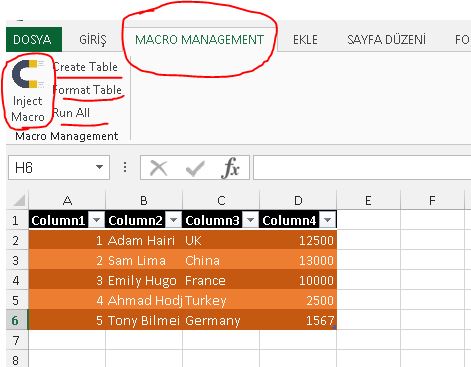 DOSYA GİRİŞ MACRO MANAGEMENT EKLE SAYFA DÜZENİ FO
Create Table
Format Table
Inject
Macro
Run All
Macro Management
H6 fx
A B C D E F
1 Column1 Column2 Column3 Column4
2 1 Adam Hairi UK 12500
3 2 Sam Lima China 13000
4 3 Emily Hugo France 10000
5 4 Ahmad Hodj Turkey 2500
6 5 Tony Bilmei Germany 1567
7
8